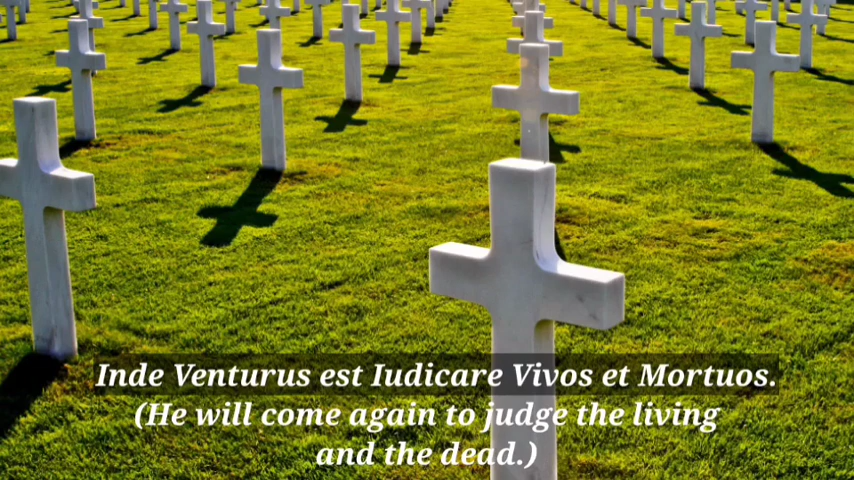 Inde Venturus est Iudicare Vivos et Mortuos.
(He will come again to judge the living
and the dead.)